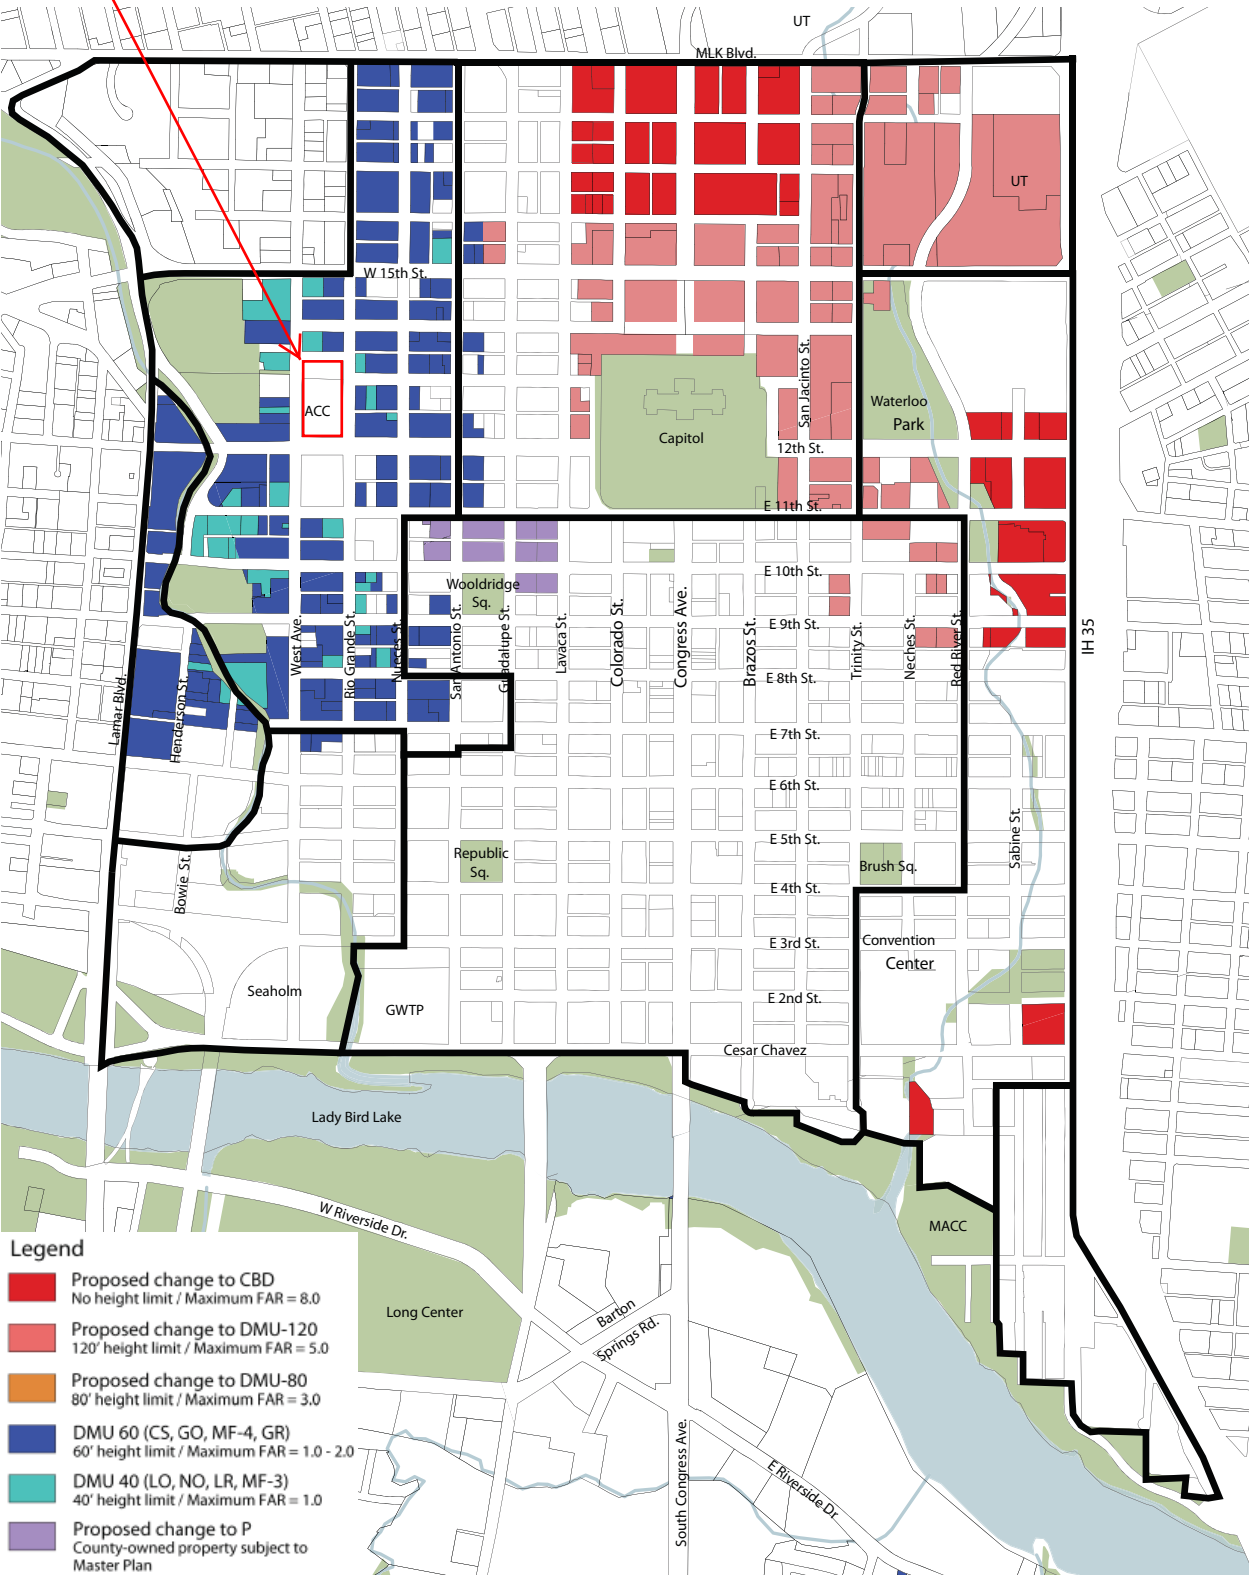 UT
MLK Blvd.
UT
W 15th St.
San Jacinto St.
ACC
Waterloo
Park
Capitol
12th St.
E 11th St.
E 10th St.
Wooldridge
Sq.
E 9th St.
West Ave.
Rio Grande St.
Nueces St.
San Antonio St.
Guadalupe St.
Lavaca St.
Colorado St.
Congress Ave.
Brazos St.
Trinity St.
Neches St.
Red River St.
IH 35
E 8th St.
Lamar Blvd.
Henderson St.
E 7th St.
E 6th St.
E 5th St.
Sabine St.
Republic
Sq.
Brush Sq.
Bowie St.
E 4th St.
E 3rd St.
Convention
Center
Seaholm
GWTP
E 2nd St.
Cesar Chavez
Lady Bird Lake
W Riverside Dr.
MACC
Long Center
Barton
Springs Rd.
South Congress Ave.
E Riverside Dr
Legend
Proposed change to CBD
No height limit / Maximum FAR = 8.0
Proposed change to DMU-120
120' height limit / Maximum FAR = 5.0
Proposed change to DMU-80
80' height limit / Maximum FAR = 3.0
DMU 60 (CS, GO, MF-4, GR)
60' height limit / Maximum FAR = 1.0 - 2.0
DMU 40 (LO, NO, LR, MF-3)
40' height limit / Maximum FAR = 1.0
Proposed change to P
County-owned property subject to
Master Plan